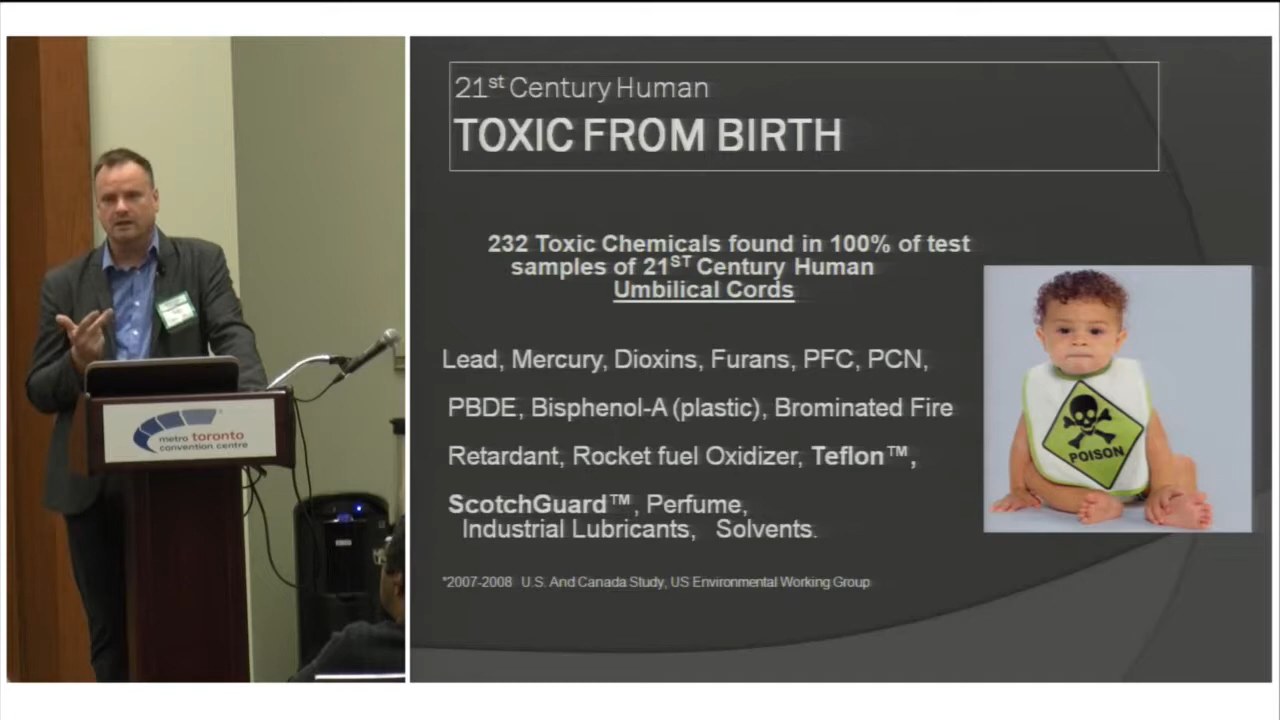 metro toronto
convention centre
21st Century Human
TOXIC FROM BIRTH
232 Toxic Chemicals found in 100% of test
samples of 21ST Century Human
Umbilical Cords
Lead, Mercury, Dioxins, Furans, PFC, PCN,
PBDE, Bisphenol-A (plastic), Brominated Fire
Retardant, Rocket fuel Oxidizer, Teflon™,
ScotchGuard™, Perfume,
Industrial Lubricants, Solvents.
*2007-2008 U.S. And Canada Study, US Environmental Working Group
POISON